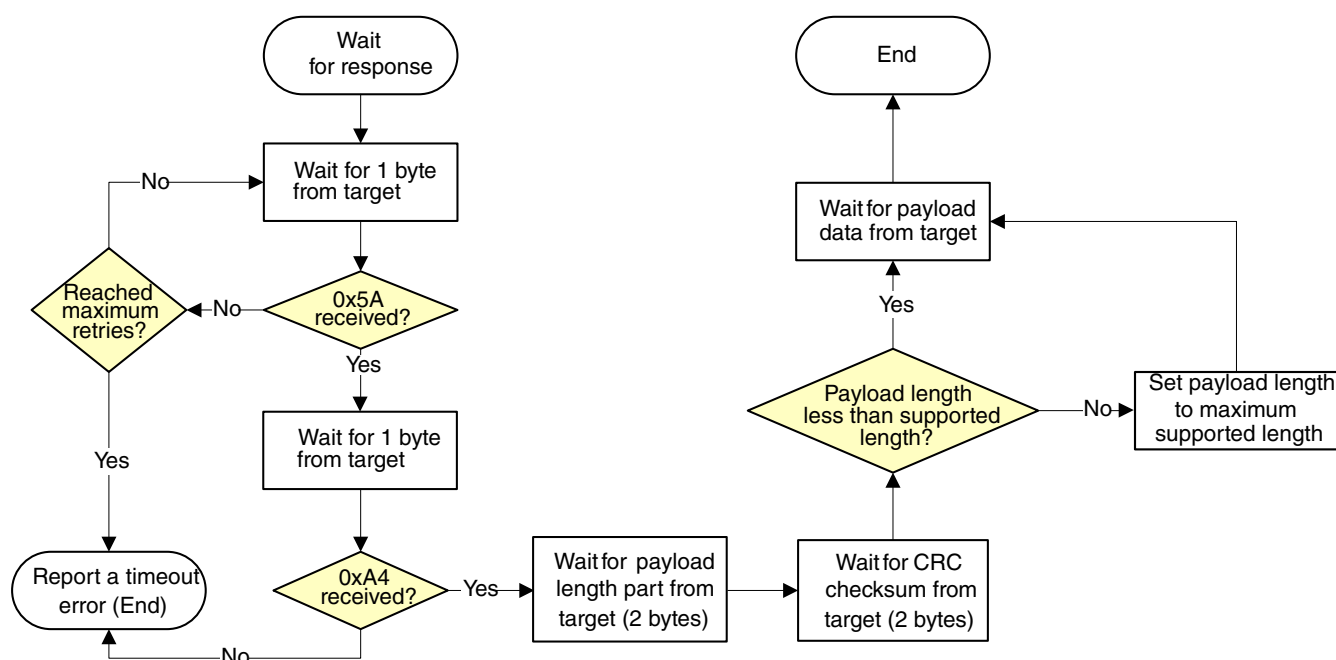 Wait
for response
Wait for 1 byte
from target
No
Reached
maximum
retries?
No
0x5A
received?
Yes
Wait for 1 byte
from target
Yes
Report a timeout
error (End)
0xA4
received?
No
Yes
Wait for payload
length part from
target (2 bytes)
Wait for CRC
checksum from
target (2 bytes)
Payload length
less than supported
length?
No
Set payload length
to maximum
supported length
Yes
Wait for payload
data from target
End